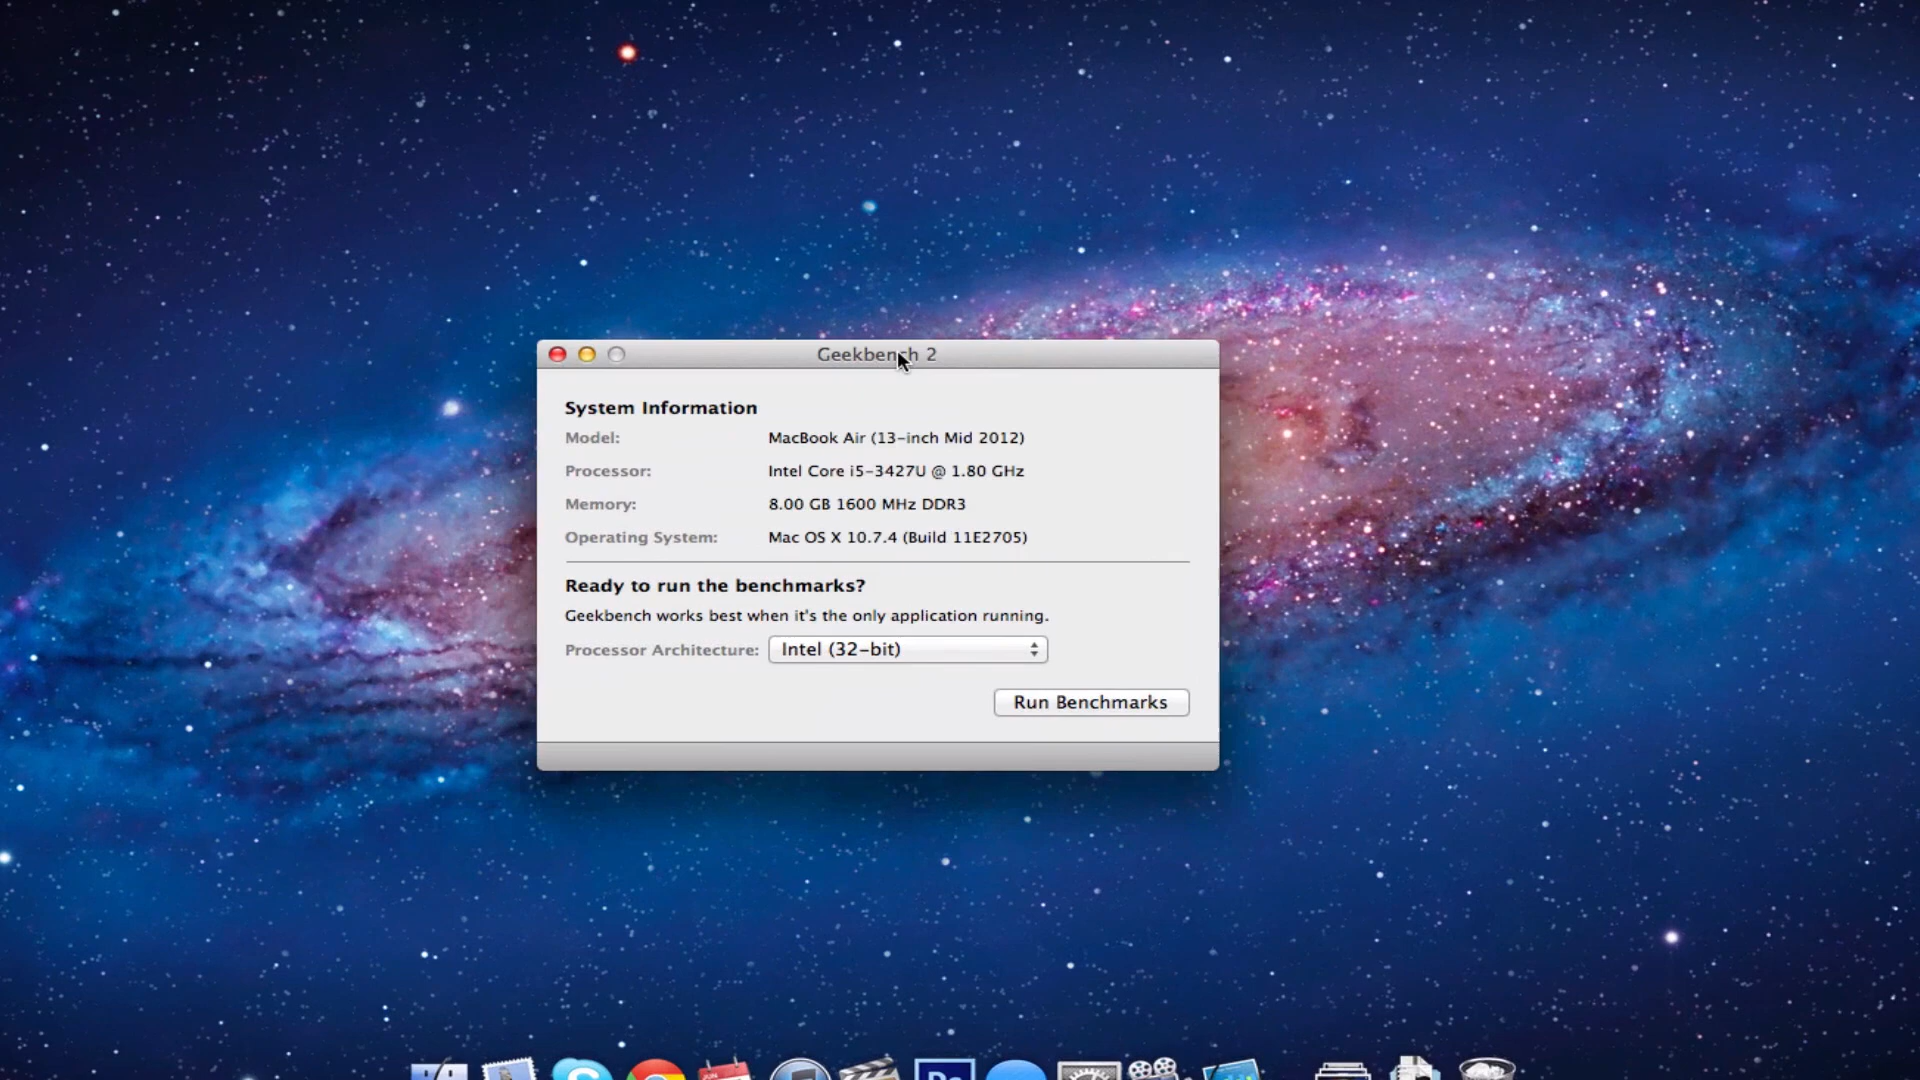 Geekbench 2
System Information
Model: MacBook Air (13-inch Mid 2012)
Processor: Intel Core i5-3427U @ 1.80 GHz
Memory: 8.00 GB 1600 MHz DDR3
Operating System: Mac OS X 10.7.4 (Build 11E2705)
Ready to run the benchmarks?
Geekbench works best when it's the only application running.
Processor Architecture: Intel (32-bit)
Run Benchmarks
JUN
Ps